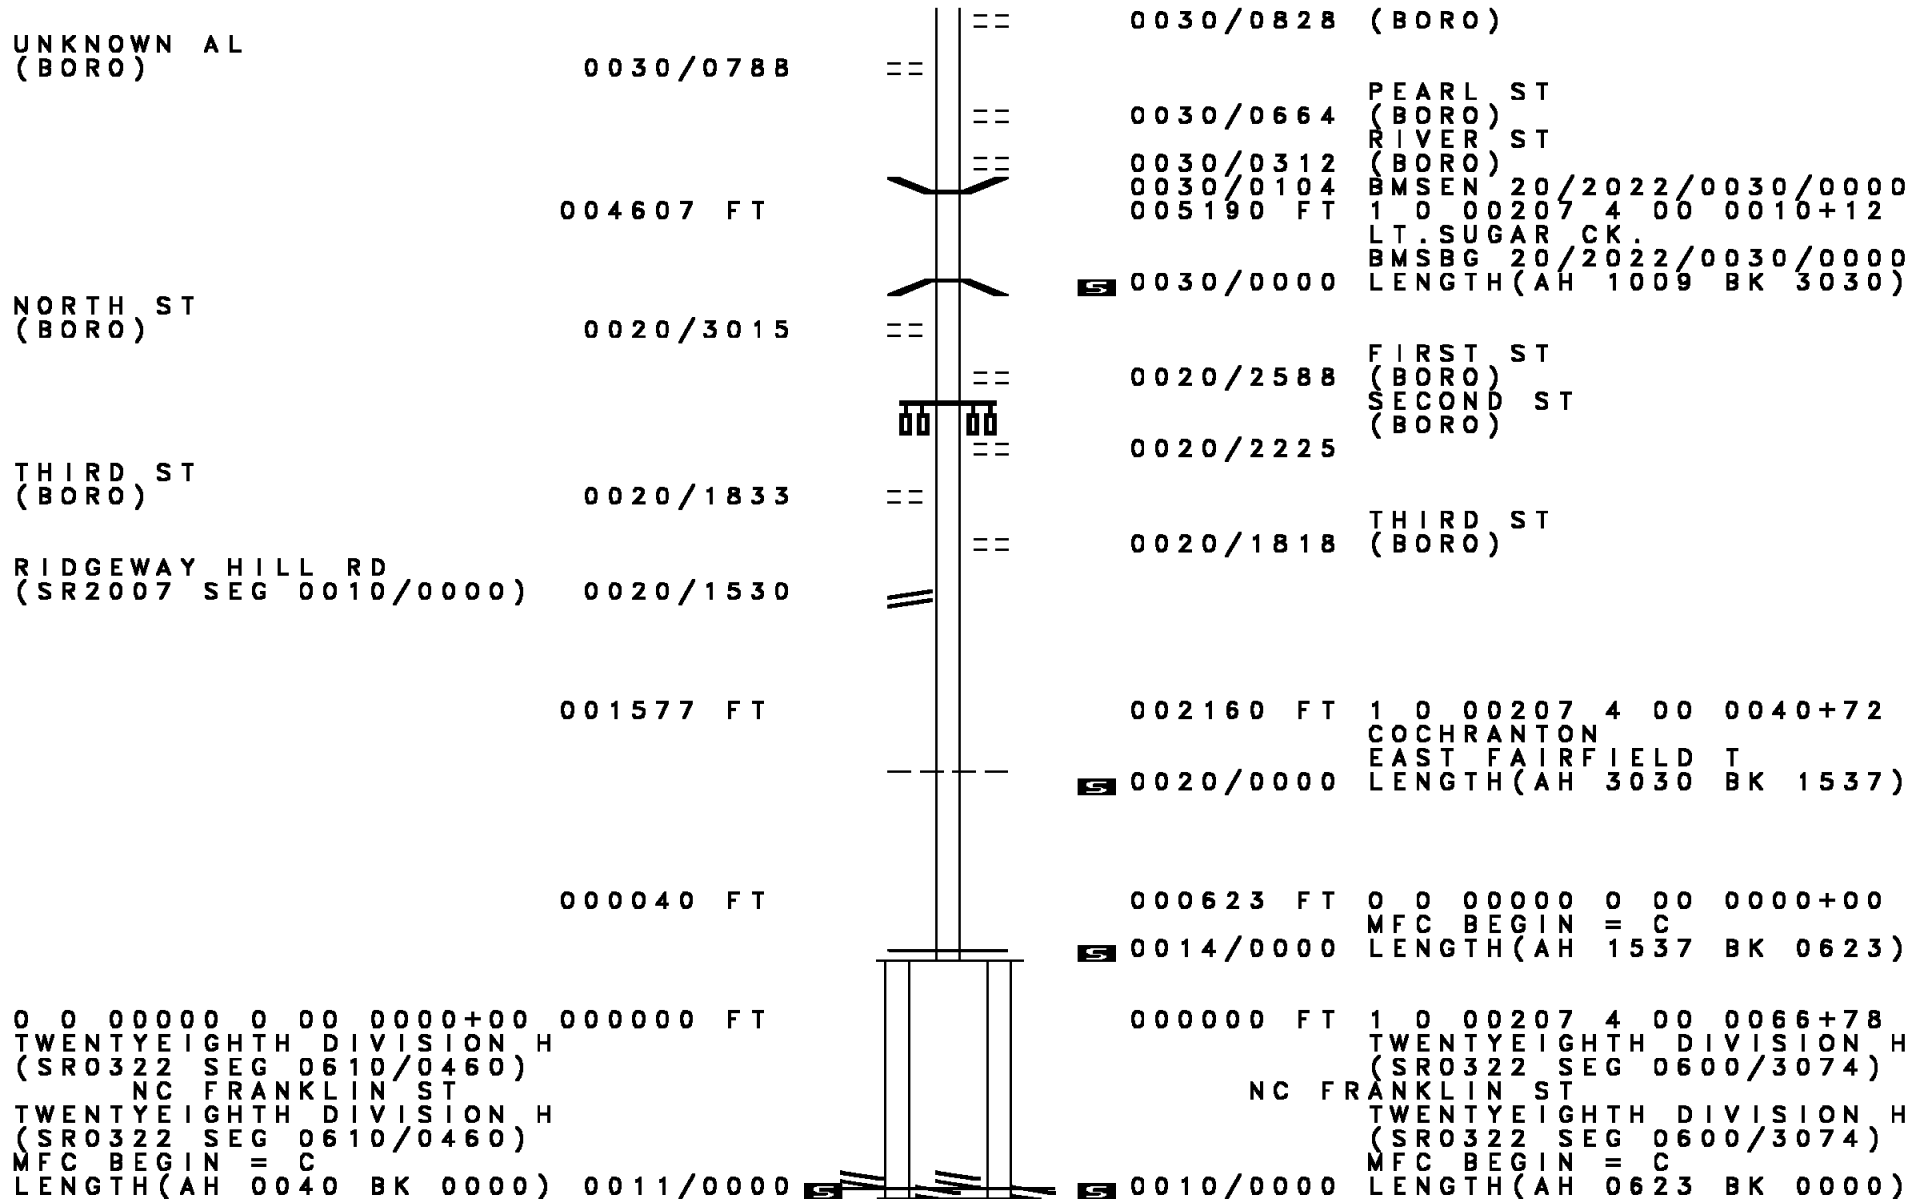 0030/0828 (BORO)
UNKNOWN AL
(BORO) 0030/0788
PEARL ST
0030/0664 (BORO)
RIVER ST
0030/0312 (BORO)
0030/0104 BMSEN 20/2022/0030/0000
004607 FT 005190 FT 1 0 00207 4 00 0010+12
LT.SUGAR CK.
BMSBG 20/2022/0030/0000
S 0030/0000 LENGTH(AH 1009 BK 3030)
NORTH ST
(BORO) 0020/3015
FIRST ST
0020/2588 (BORO)
SECOND ST
(BORO)
0020/2225
THIRD ST
(BORO) 0020/1833
THIRD ST
0020/1818 (BORO)
RIDGEWAY HILL RD
(SR2007 SEG 0010/0000) 0020/1530
001577 FT 002160 FT 1 0 00207 4 00 0040+72
COCHRANTON
EAST FAIRFIELD T
S 0020/0000 LENGTH(AH 3030 BK 1537)
000040 FT 000623 FT 0 0 00000 0 00 0000+00
MFC BEGIN = C
S 0014/0000 LENGTH(AH 1537 BK 0623)
0 0 00000 0 00 0000+00 000000 FT 000000 FT 1 0 00207 4 00 0066+78
TWENTYEIGHTH DIVISION H TWENTYEIGHTH DIVISION H
(SR0322 SEG 0610/0460) (SR0322 SEG 0600/3074)
NC FRANKLIN ST NC FRANKLIN ST
TWENTYEIGHTH DIVISION H TWENTYEIGHTH DIVISION H
(SR0322 SEG 0610/0460) (SR0322 SEG 0600/3074)
MFC BEGIN = C MFC BEGIN = C
LENGTH(AH 0040 BK 0000) 0011/0000 S S 0010/0000 LENGTH(AH 0623 BK 0000)